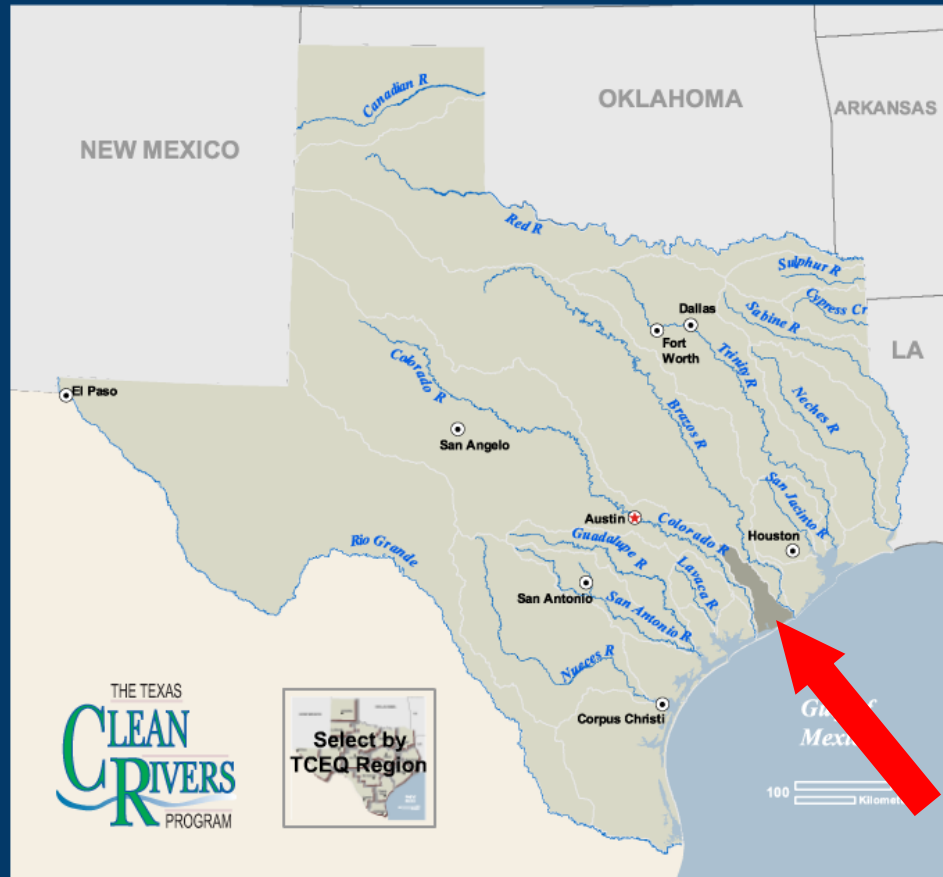 Canadian R
OKLAHOMA
ARKANSAS
NEW MEXICO
Red R
Sulphur R
Cypress Cr
Dallas
Sabine R
Fort
Worth
LA
Trinity R
Colorado R
El Paso
Neches R
Brazos R
San Angelo
San Jacinto R
Austin
Colorado R
Houston
Guadalupe R
Rio Grande
Lavaca R
San Antonio
San Antonio R
Nueces R
THE TEXAS
CLEAN
RIVERS
PROGRAM
Select by
TCEQ Region
Corpus Christi
100